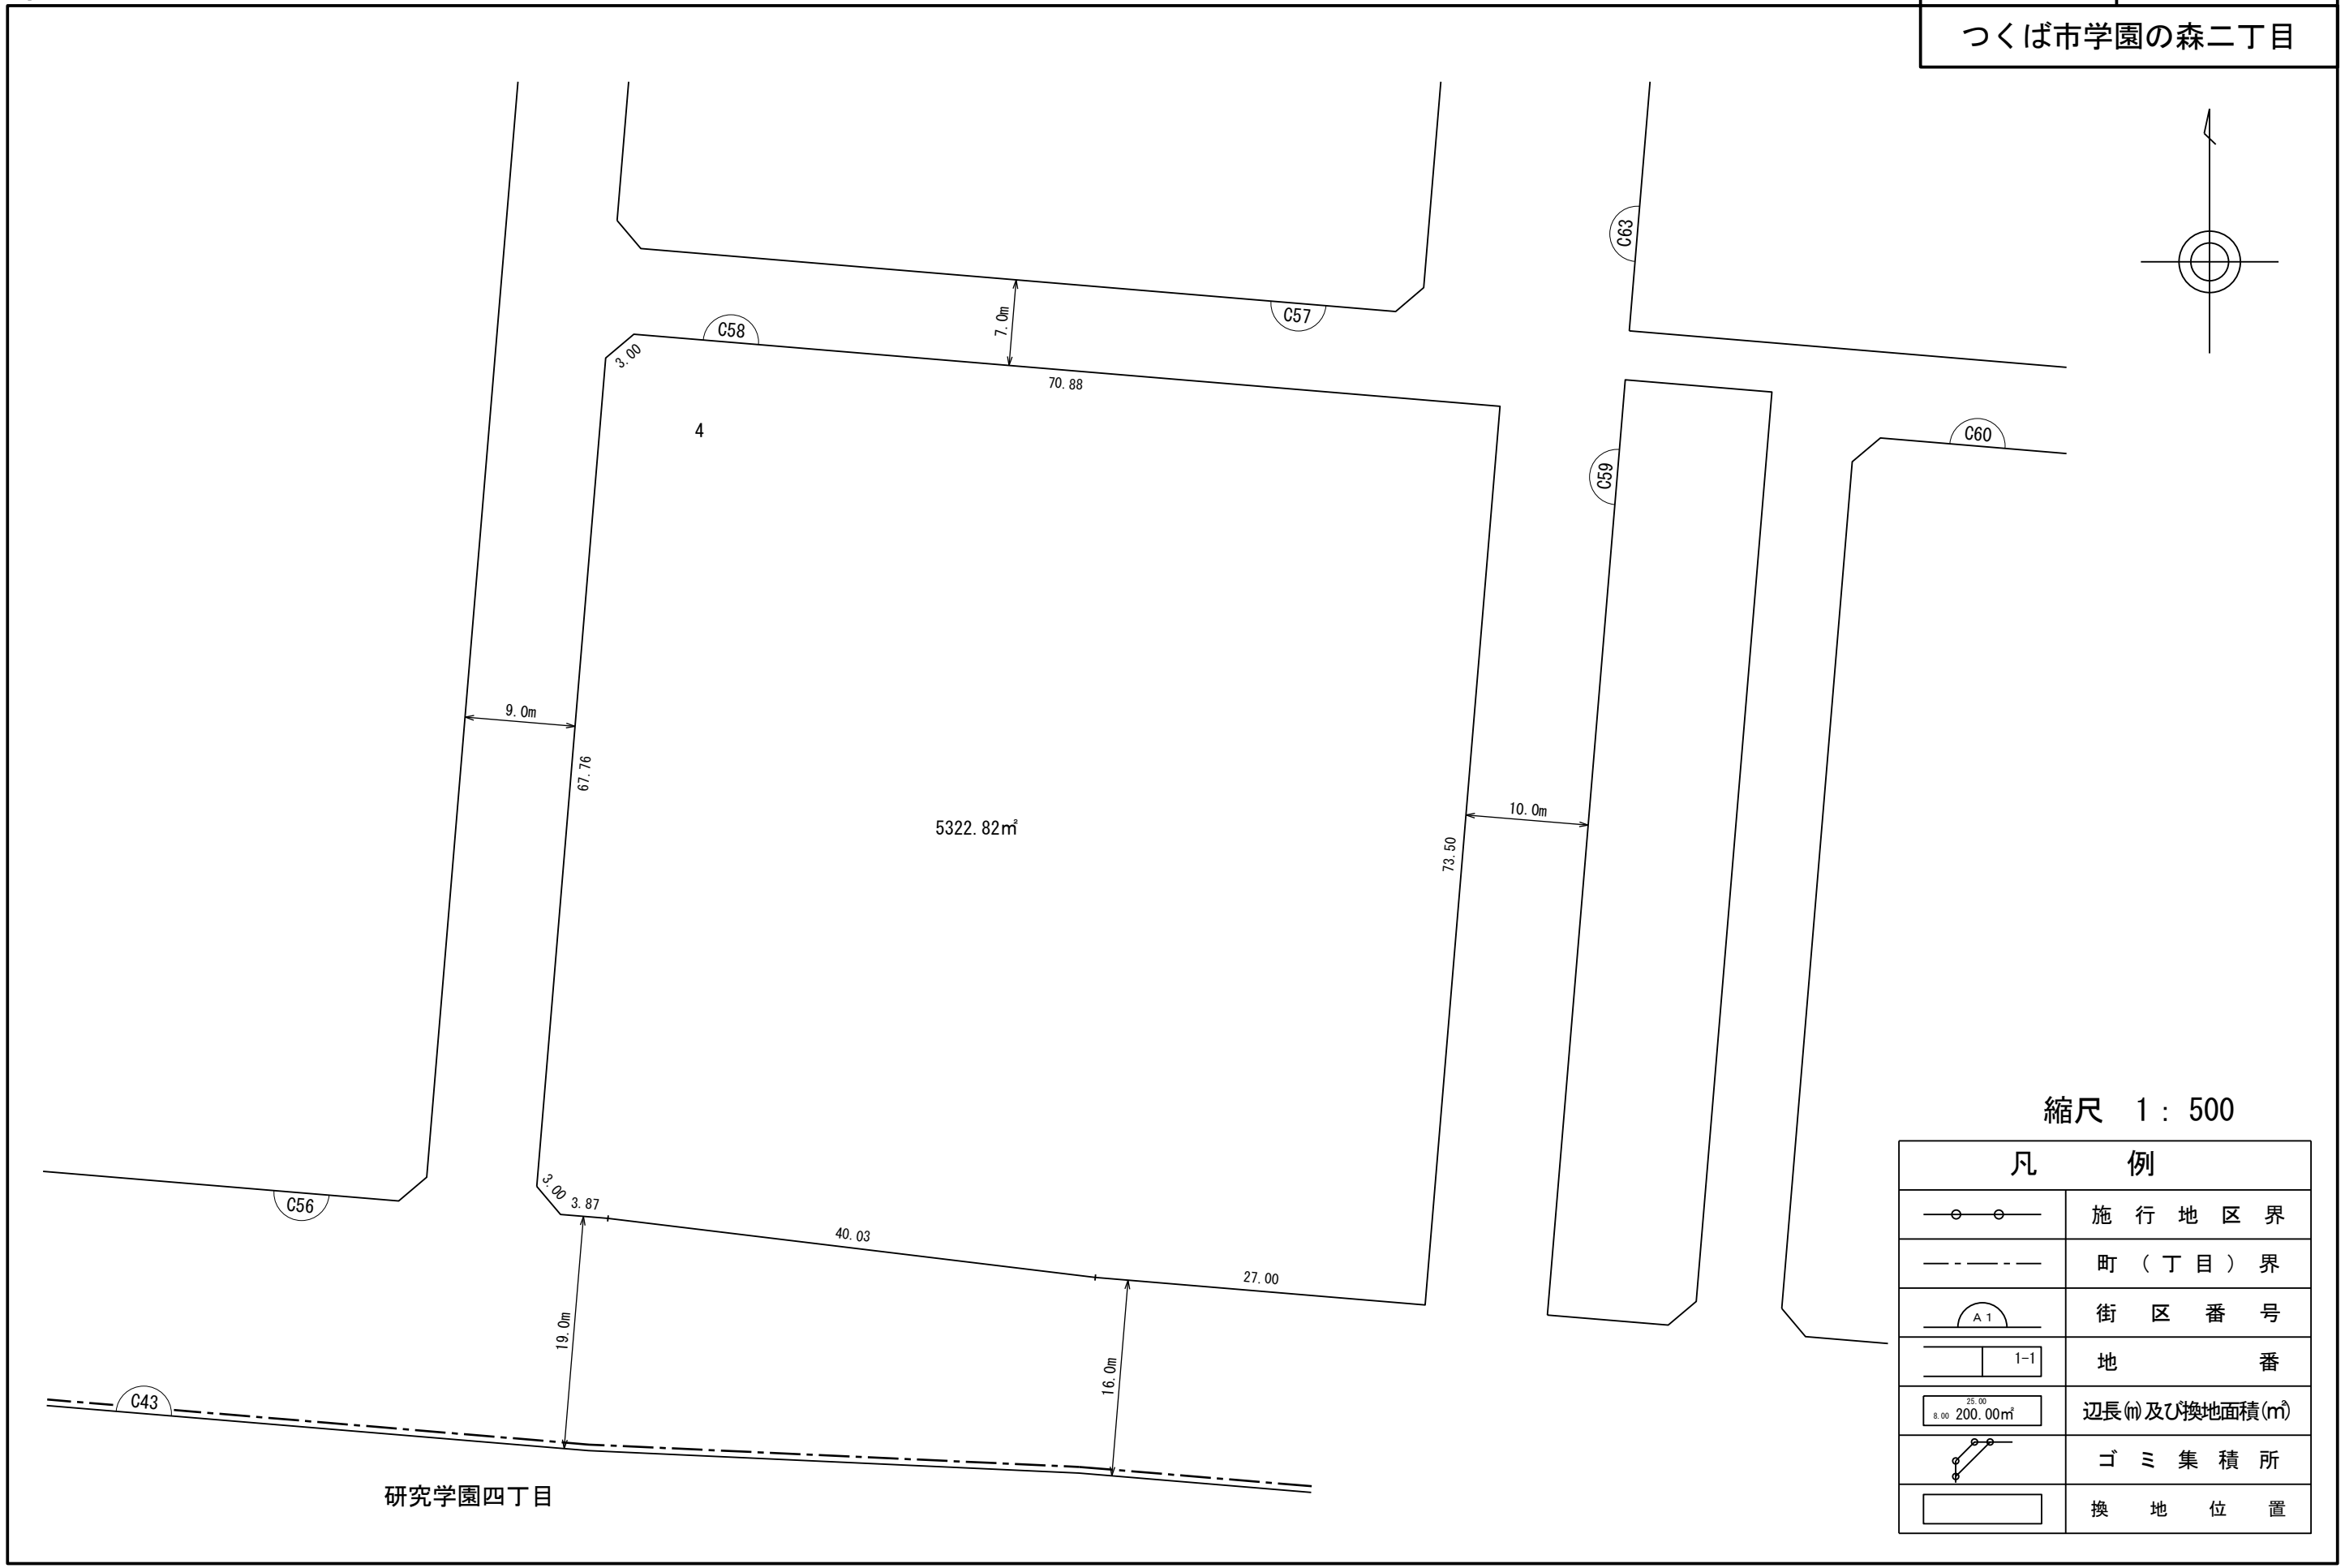 つくば市学園の森二丁目
C63
C58
7.0m
C57
3.00
70.88
4
C60
C59
9.0m
67.76
5322.82㎡
10.0m
73.50
3.00
3.87
C56
40.03
27.00
19.0m
16.0m
C43
研究学園四丁目
縮尺 1：500
凡例
施行地区界
町（丁目）界
A1 街区番号
1-1 地番
25.00
8.00 200.00㎡ 辺長(m)及び換地面積(㎡)
ゴミ集積所
換地位置